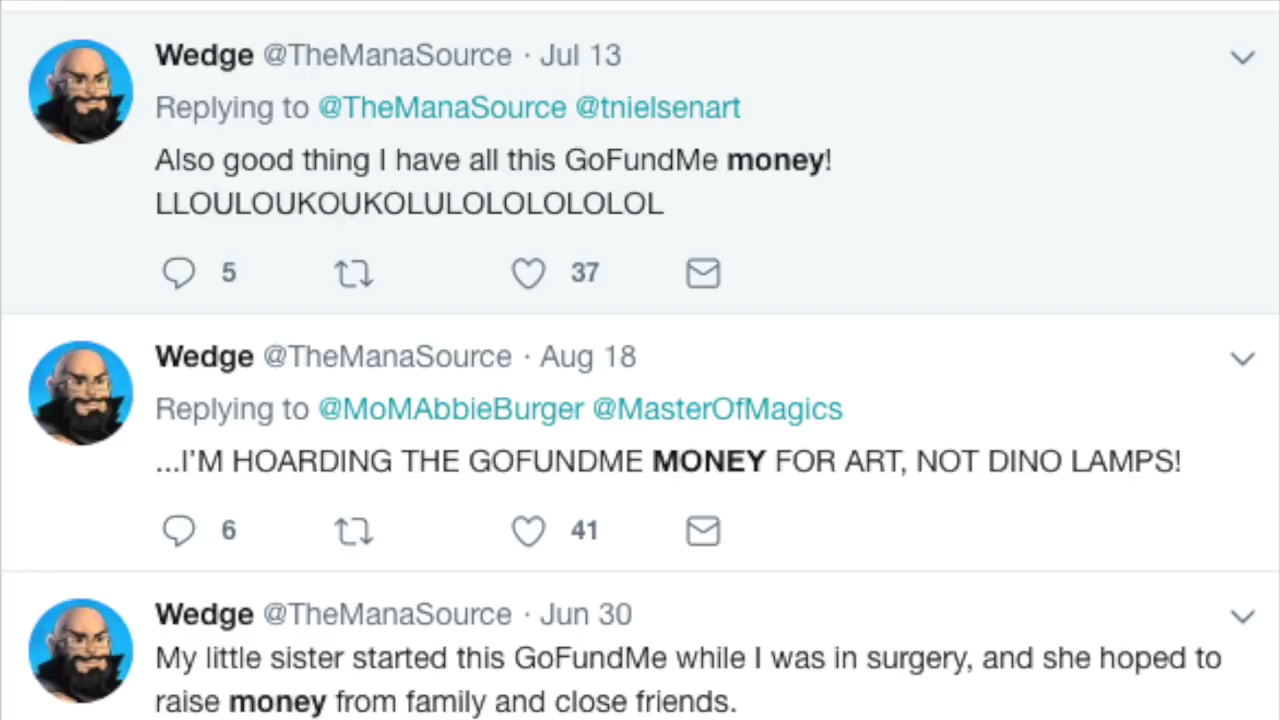 Wedge @TheManaSource · Jul 13
Replying to @TheManaSource @tnielsenart
Also good thing I have all this GoFundMe money!
LLOULOUKOUKOLULOLOLOLOLOL
5 37
Wedge @TheManaSource · Aug 18
Replying to @MoMAbbieBurger @MasterOfMagics
...I'M HOARDING THE GOFUNDME MONEY FOR ART, NOT DINO LAMPS!
6 41
Wedge @TheManaSource · Jun 30
My little sister started this GoFundMe while I was in surgery, and she hoped to
raise money from family and close friends.